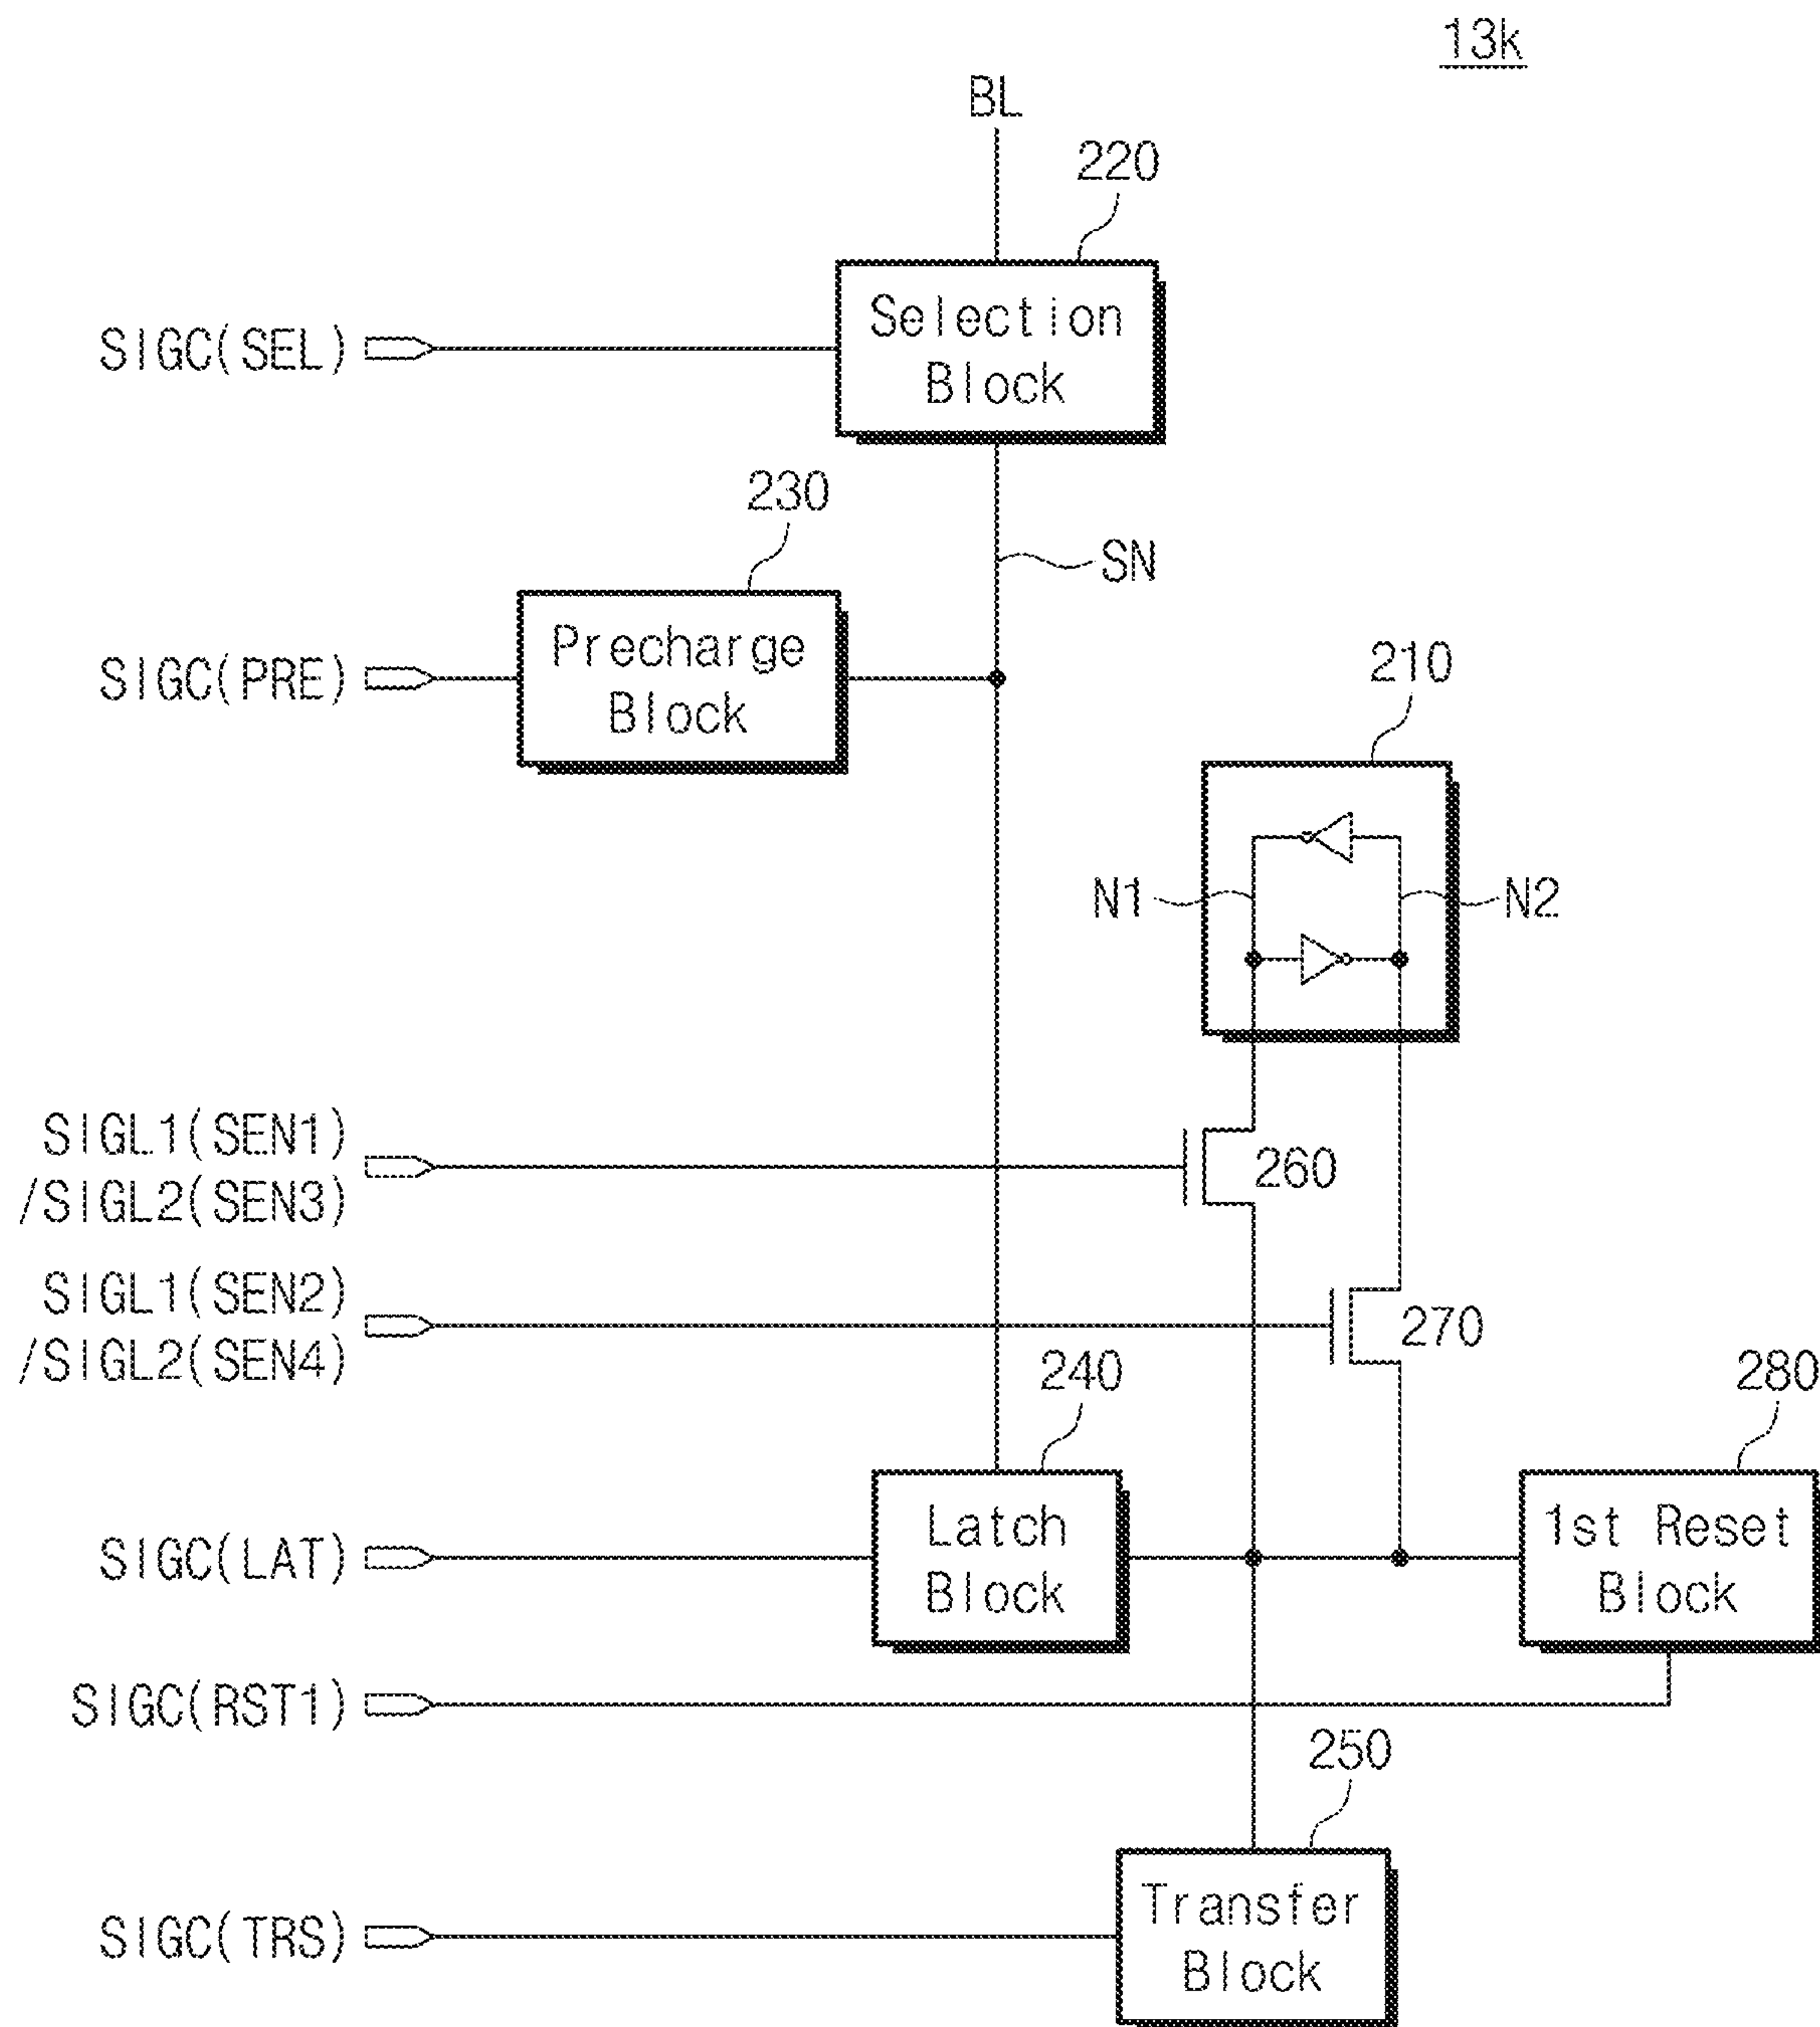 13k
BL
220
SIGC(SEL)
Selection
Block
230
SN
SIGC(PRE)
Precharge
Block
210
N1
N2
SIGL1(SEN1)
/SIGL2(SEN3)
260
SIGL1(SEN2)
/SIGL2(SEN4)
270
240
280
SIGC(LAT)
Latch
Block
1st Reset
Block
SIGC(RST1)
250
SIGC(TRS)
Transfer
Block